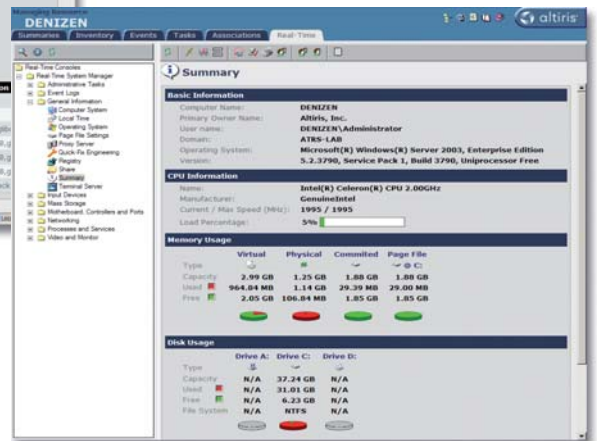 Managing Resource:
DENIZEN
altiris
Summaries Inventory Events Tasks Associations Real-Time
Real-Time Consoles
Real-Time System Manager
Administrative Tasks
Event Logs
General Information
Computer System
Local Time
Operating System
Page File Settings
Proxy Server
Quick-Fix Engineering
Registry
Share
Summary
Terminal Server
Input Devices
Mass Storage
Motherboard, Controllers and Ports
Networking
Processes and Services
Video and Monitor
Summary
Basic Information
Computer Name: DENIZEN
Primary Owner Name: Altiris, Inc.
User name: DENIZEN\Administrator
Domain: ATRS-LAB
Operating System: Microsoft(R) Windows(R) Server 2003, Enterprise Edition
Version: 5.2.3790, Service Pack 1, Build 3790, Uniprocessor Free
CPU Information
Name: Intel(R) Celeron(R) CPU 2.00GHz
Manufacturer: GenuineIntel
Current / Max Speed (MHz): 1995 / 1995
Load Percentage: 5%
Memory Usage
Virtual Physical Commited Page File
Type C:
Capacity 2.99 GB 1.25 GB 1.88 GB 1.88 GB
Used 964.84 MB 1.14 GB 29.39 MB 29.00 MB
Free 2.05 GB 106.84 MB 1.85 GB 1.85 GB
Disk Usage
Drive A: Drive C: Drive D:
Type
Capacity N/A 37.24 GB N/A
Used N/A 31.01 GB N/A
Free N/A 6.23 GB N/A
File System N/A NTFS N/A